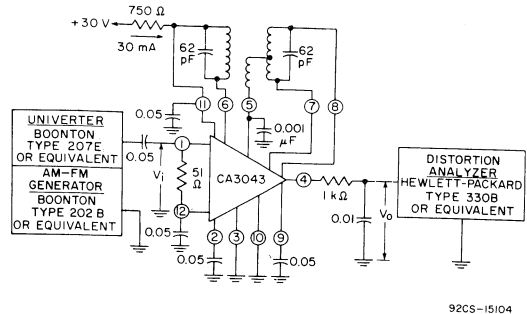 750 Ω
+30 V
30 mA
62 pF
62 pF
0.05
11
6
5
7
8
0.001 μF
UNIVERTER
BOONTON
TYPE 207E
OR EQUIVALENT
AM-FM
GENERATOR
BOONTON
TYPE 202 B
OR EQUIVALENT
0.05
Vi
1
51 Ω
12
0.05
CA3043
4
1 kΩ
0.01
Vo
DISTORTION
ANALYZER
HEWLETT-PACKARD
TYPE 330B
OR EQUIVALENT
2
3
10
9
0.05
0.05
92CS-15104